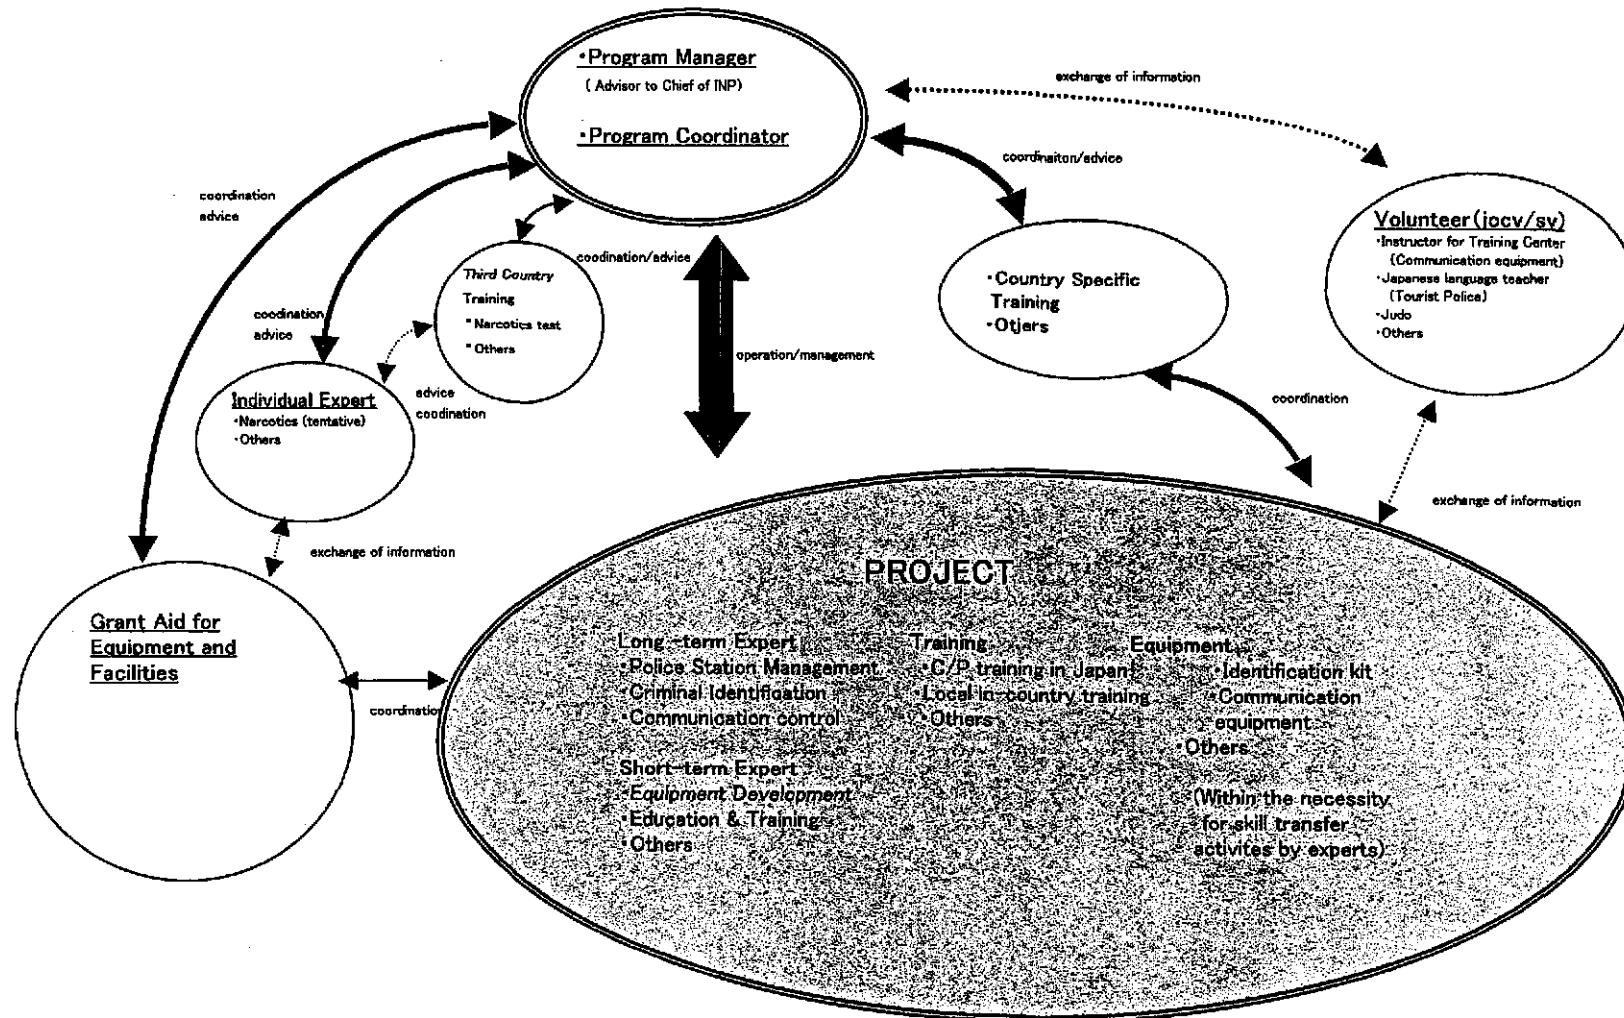 ・Program Manager
( Advisor to Chief of INP)
・Program Coordinator
exchange of information
coordinaiton/advice
coordination
advice
Volunteer(jocv/sv)
・Instructor for Training Center
(Communication equipment)
・Japanese language teacher
(Tourist Police)
・Judo
・Others
coodination/advice
Third Country
Training
・Narcotics test
・Others
・Country Specific
Training
・Otjers
coodination
advice
operation/management
advice
coodination
coordination
Individual Expert
・Narcotics (tentative)
・Others
exchange of information
exchange of information
PROJECT
Grant Aid for
Equipment and
Facilities
coordination
Long-term Expert
・Police Station Management
・Criminal Identification
・Communication control
Short-term Expert
・Equipment Development
・Education & Training
・Others
Training
・C/P training in Japan
・Local in-country training
・Others
Equipment
・Identification kit
・Communication
equipment
・Others
(Within the necessity
for skill transfer
activites by experts)